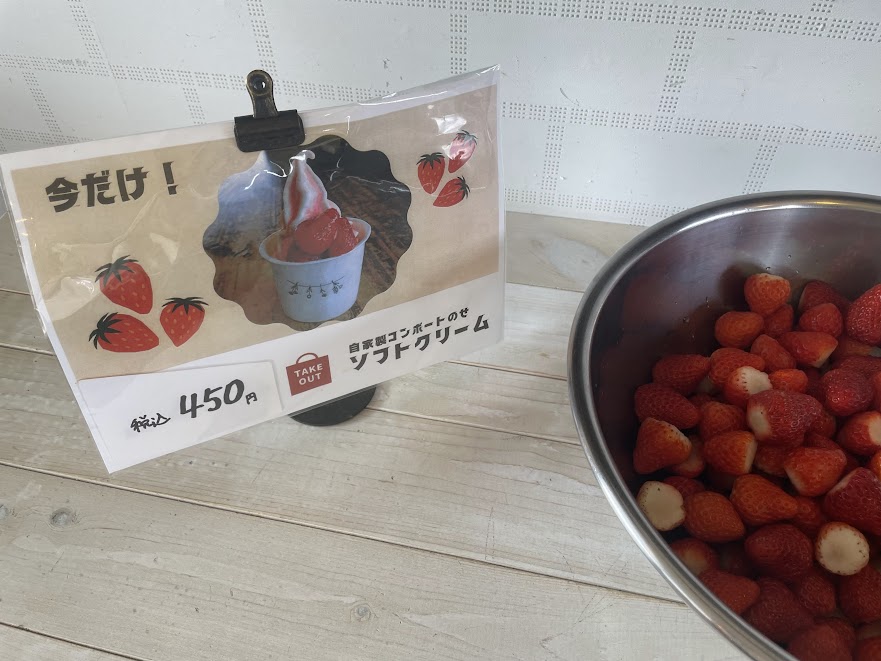 今だけ!
自家製コンポートのせ
ソフトクリーム
TAKE
OUT
税込 450円